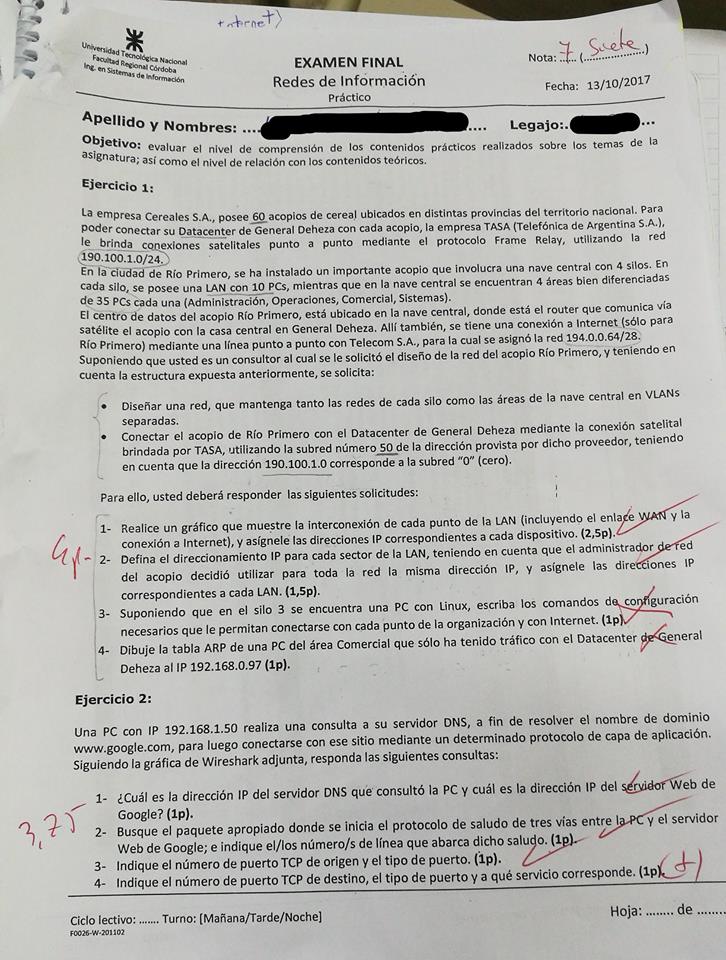 + nternet)
Universidad Tecnológica Nacional
Facultad Regional Córdoba
Ing. en Sistemas de Información
EXAMEN FINAL
Redes de Información
Práctico
Nota: 7 (Siete)
Fecha: 13/10/2017
Apellido y Nombres: .... .... Legajo:. ...
Objetivo: evaluar el nivel de comprensión de los contenidos prácticos realizados sobre los temas de la
asignatura; así como el nivel de relación con los contenidos teóricos.
Ejercicio 1:
La empresa Cereales S.A., posee 60 acopios de cereal ubicados en distintas provincias del territorio nacional. Para
poder conectar su Datacenter de General Deheza con cada acopio, la empresa TASA (Telefónica de Argentina S.A.),
le brinda conexiones satelitales punto a punto mediante el protocolo Frame Relay, utilizando la red
190.100.1.0/24.
En la ciudad de Río Primero, se ha instalado un importante acopio que involucra una nave central con 4 silos. En
cada silo, se posee una LAN con 10 PCs, mientras que en la nave central se encuentran 4 áreas bien diferenciadas
de 35 PCs cada una (Administración, Operaciones, Comercial, Sistemas).
El centro de datos del acopio Río Primero, está ubicado en la nave central, donde está el router que comunica vía
satélite el acopio con la casa central en General Deheza. Allí también, se tiene una conexión a Internet (sólo para
Río Primero) mediante una línea punto a punto con Telecom S.A., para la cual se asignó la red 194.0.0.64/28.
Suponiendo que usted es un consultor al cual se le solicitó el diseño de la red del acopio Río Primero, y teniendo en
cuenta la estructura expuesta anteriormente, se solicita:
• Diseñar una red, que mantenga tanto las redes de cada silo como las áreas de la nave central en VLANs
separadas.
• Conectar el acopio de Río Primero con el Datacenter de General Deheza mediante la conexión satelital
brindada por TASA, utilizando la subred número 50 de la dirección provista por dicho proveedor, teniendo
en cuenta que la dirección 190.100.1.0 corresponde a la subred "0" (cero).
Para ello, usted deberá responder las siguientes solicitudes:
1- Realice un gráfico que muestre la interconexión de cada punto de la LAN (incluyendo el enlace WAN y la
conexión a Internet), y asígnele las direcciones IP correspondientes a cada dispositivo. (2,5p).
2- Defina el direccionamiento IP para cada sector de la LAN, teniendo en cuenta que el administrador de red
del acopio decidió utilizar para toda la red la misma dirección IP, y asígnele las direcciones IP
correspondientes a cada LAN. (1,5p).
3- Suponiendo que en el silo 3 se encuentra una PC con Linux, escriba los comandos de configuración
necesarios que le permitan conectarse con cada punto de la organización y con Internet. (1p).
4- Dibuje la tabla ARP de una PC del área Comercial que sólo ha tenido tráfico con el Datacenter de General
Deheza al IP 192.168.0.97 (1p).
Ejercicio 2:
Una PC con IP 192.168.1.50 realiza una consulta a su servidor DNS, a fin de resolver el nombre de dominio
www.google.com, para luego conectarse con ese sitio mediante un determinado protocolo de capa de aplicación.
Siguiendo la gráfica de Wireshark adjunta, responda las siguientes consultas:
3,75
1- ¿Cuál es la dirección IP del servidor DNS que consultó la PC y cuál es la dirección IP del servidor Web de
Google? (1p).
2- Busque el paquete apropiado donde se inicia el protocolo de saludo de tres vías entre la PC y el servidor
Web de Google; e indique el/los número/s de línea que abarca dicho saludo. (1p).
3- Indique el número de puerto TCP de origen y el tipo de puerto. (1p).
4- Indique el número de puerto TCP de destino, el tipo de puerto y a qué servicio corresponde. (1p).
Ciclo lectivo: ....... Turno: [Mañana/Tarde/Noche]
F0026-W-201102
Hoja: ........ de ........